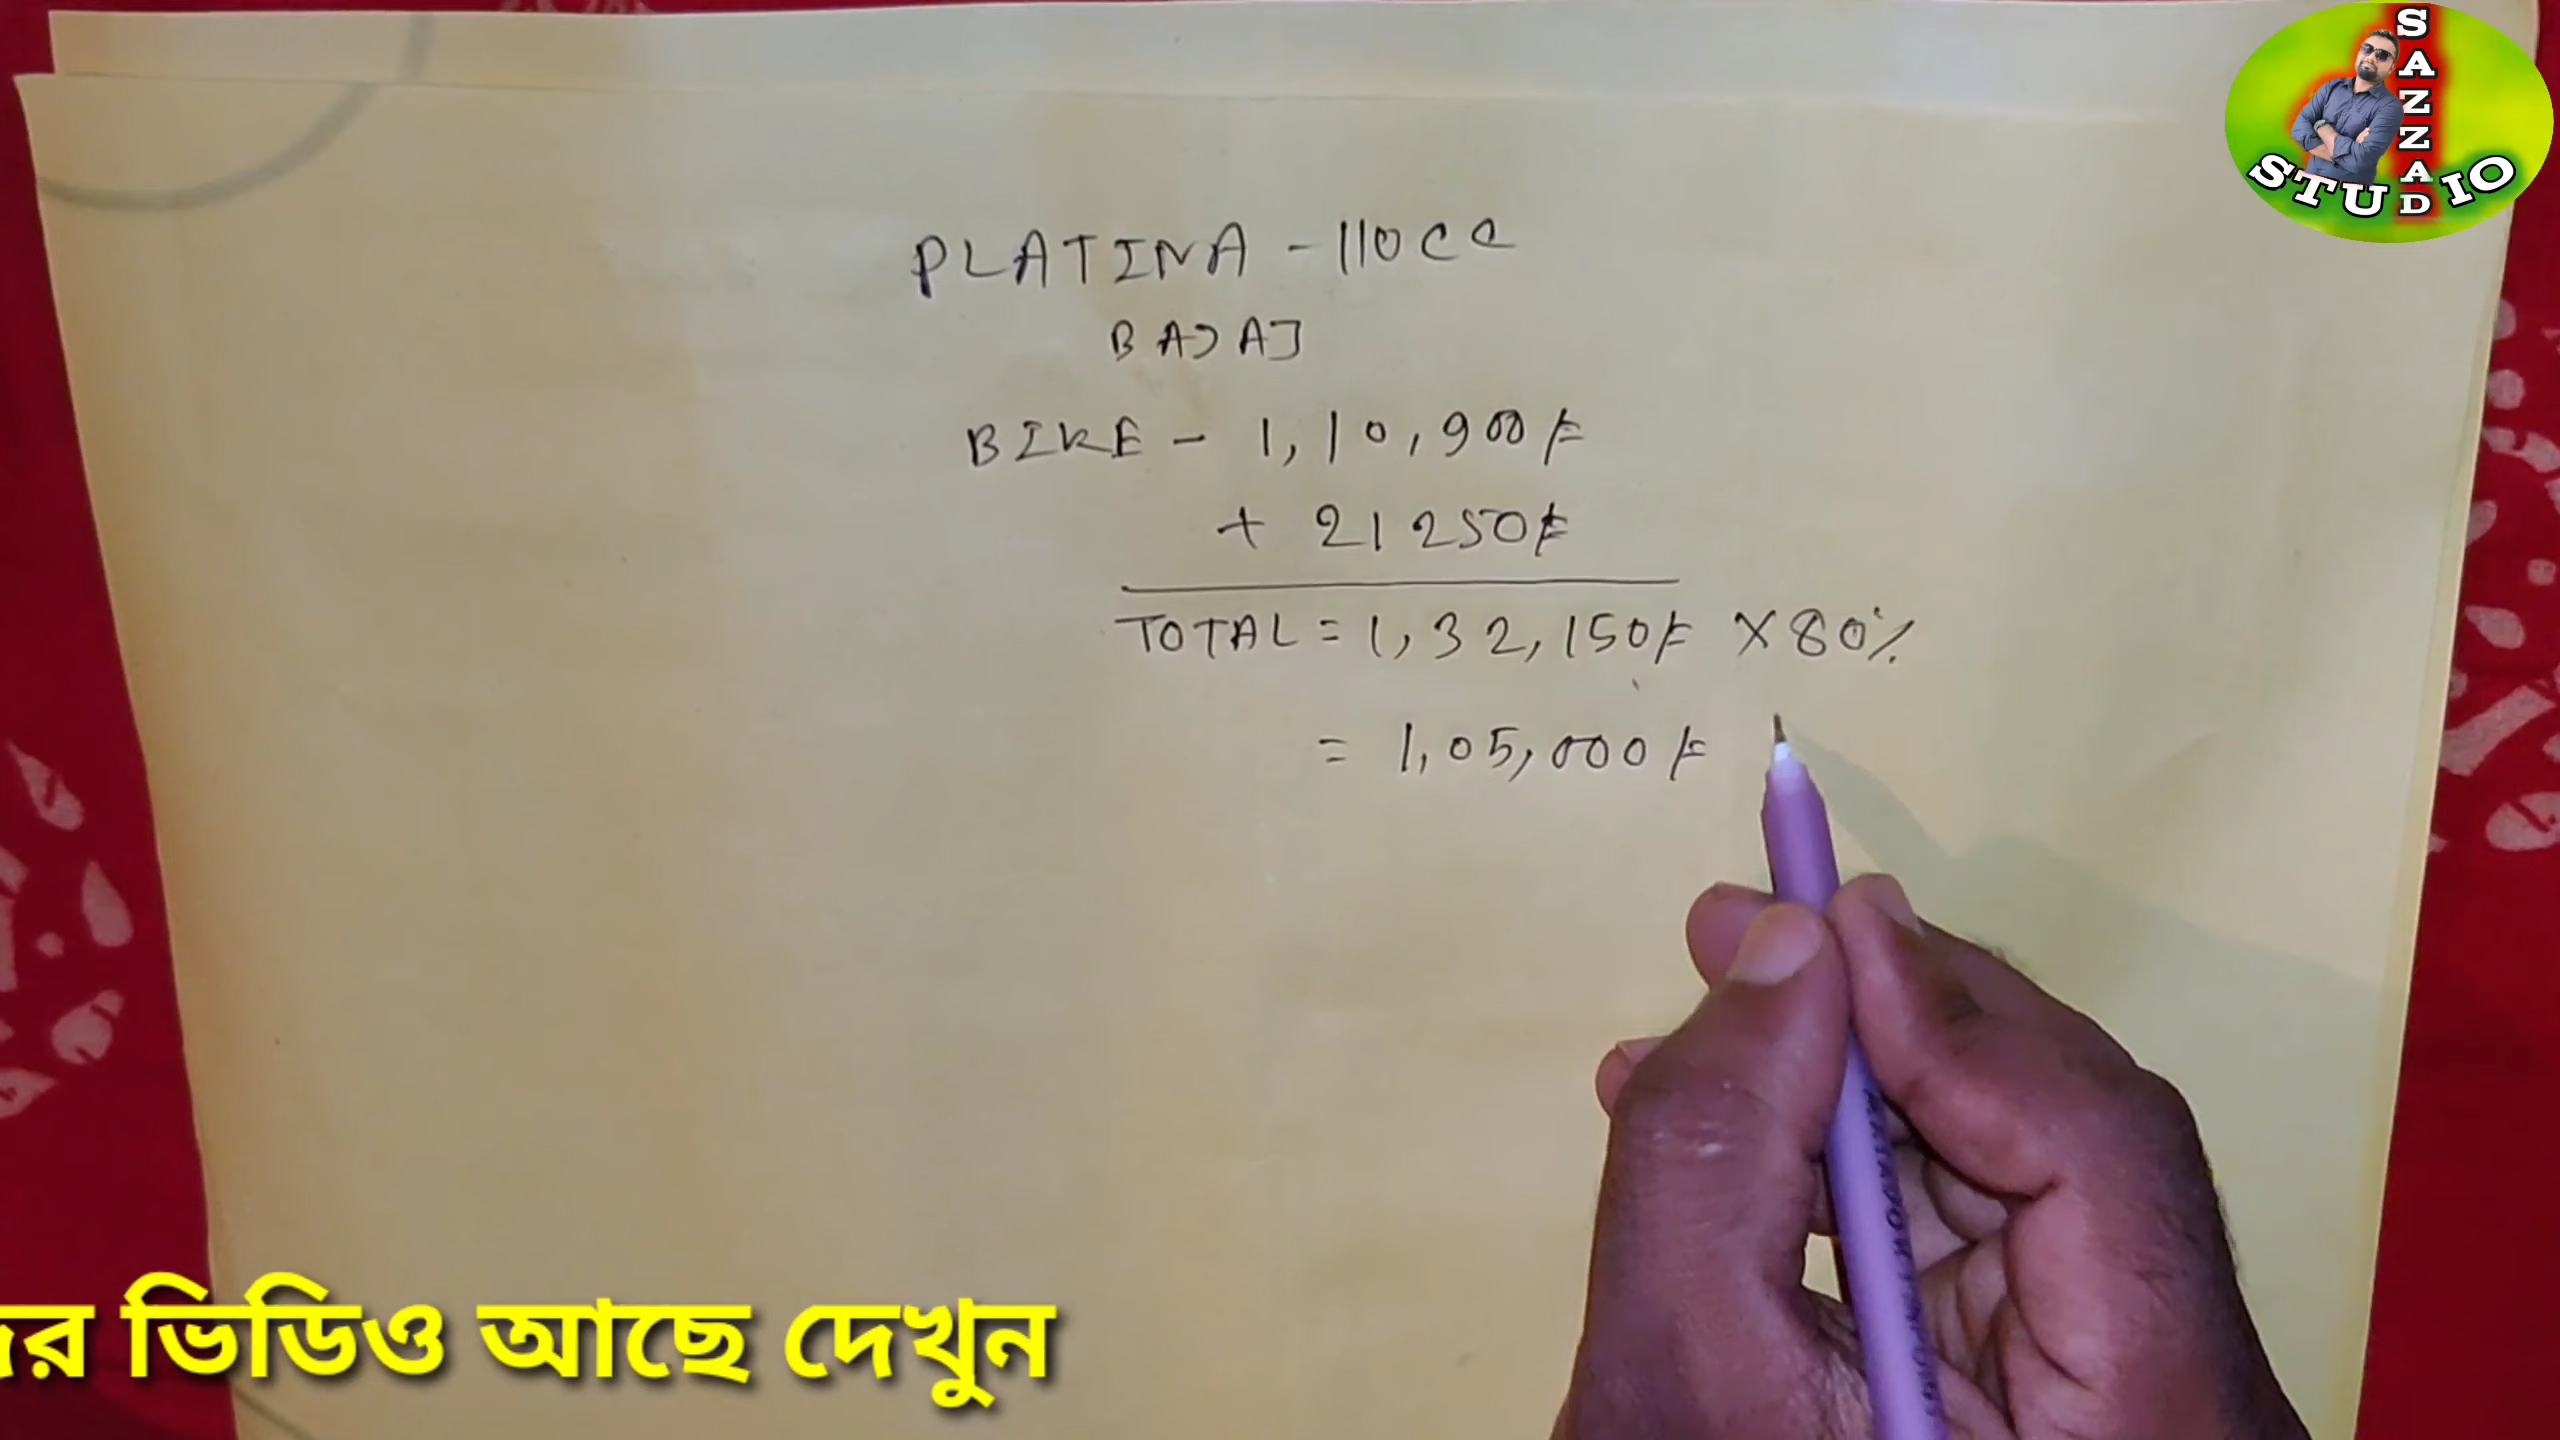 PLATINA - 110CC
BAJAJ
BIKE - 1,10,900/=
+ 21250/=
TOTAL = 1,32,150/= X 80%
= 1,05,000/=
SAZZAD
STUDIO
ভিডিও আছে দেখুন